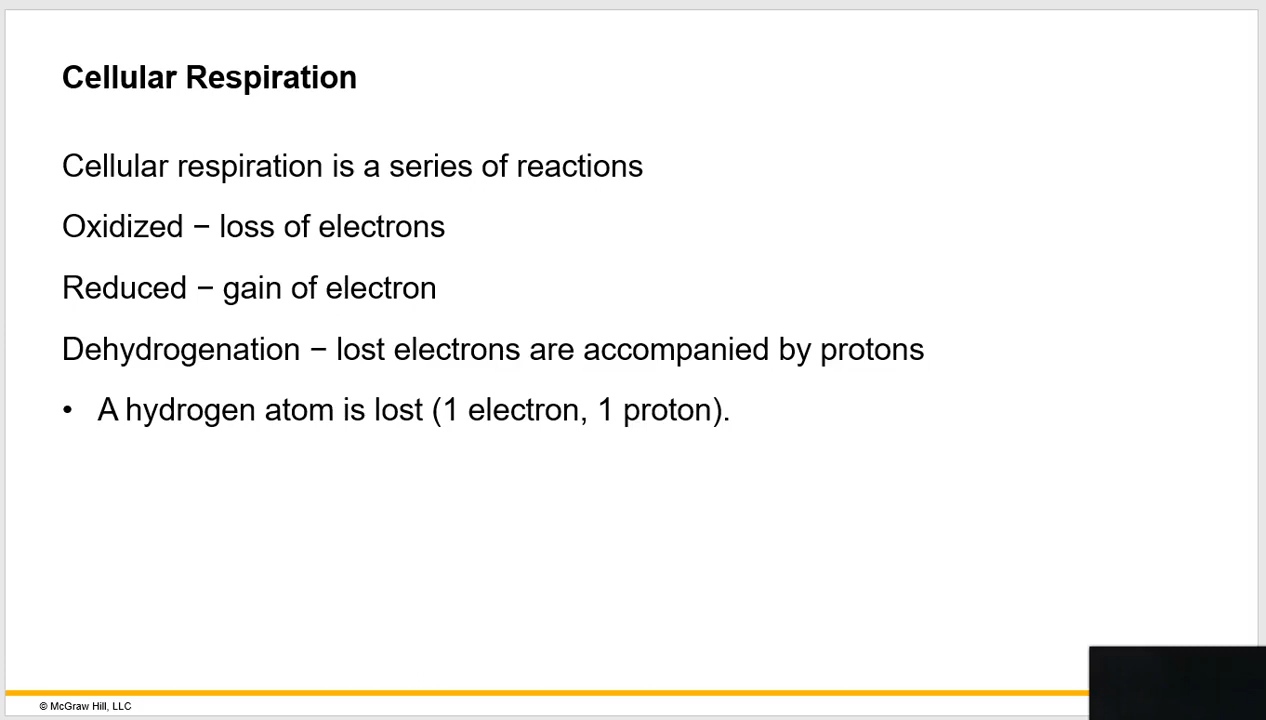 Cellular Respiration
Cellular respiration is a series of reactions
Oxidized − loss of electrons
Reduced − gain of electron
Dehydrogenation − lost electrons are accompanied by protons
• A hydrogen atom is lost (1 electron, 1 proton).
© McGraw Hill, LLC